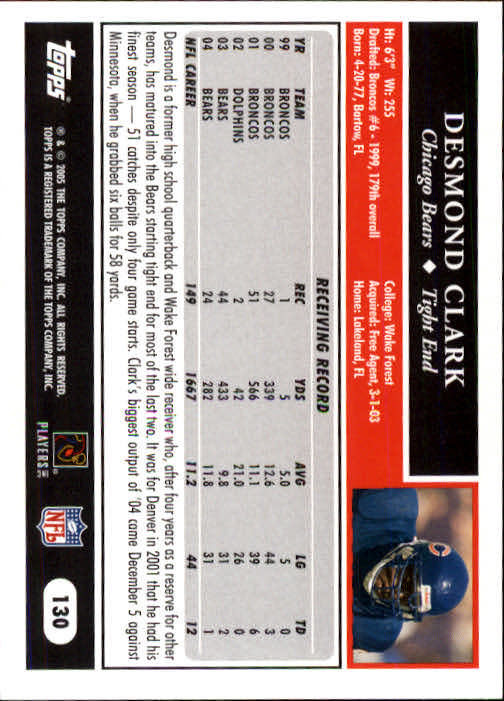 DESMOND CLARK
Chicago Bears ◆ Tight End
Ht: 6'3" Wt: 255
Drafted: Broncos #6 - 1999, 179th overall
Born: 4-20-77, Bartow, FL
College: Wake Forest
Acquired: Free Agent, 3-1-03
Home: Lakeland, FL
C
RECEIVING RECORD
YR TEAM REC YDS AVG LG TD
99 BRONCOS 1 5 5.0 5 0
00 BRONCOS 27 339 12.6 44 3
01 BRONCOS 51 566 11.1 39 6
02 DOLPHINS 2 42 21.0 26 0
03 BEARS 44 433 9.8 31 2
04 BEARS 24 282 11.8 31 1
NFL CAREER 149 1667 11.2 44 12
Desmond is a former high school quarterback and Wake Forest wide receiver who, after four years as a reserve for other
teams, has matured into the Bears starting tight end for most of the last two. It was for Denver in 2001 that he had his
finest season — 51 catches despite only four game starts. Clark's biggest output of '04 came December 5 against
Minnesota, when he grabbed six balls for 58 yards.
topps
® & © 2005 THE TOPPS COMPANY, INC. ALL RIGHTS RESERVED.
TOPPS IS A REGISTERED TRADEMARK OF THE TOPPS COMPANY, INC.
PLAYERS INC
NFL
130